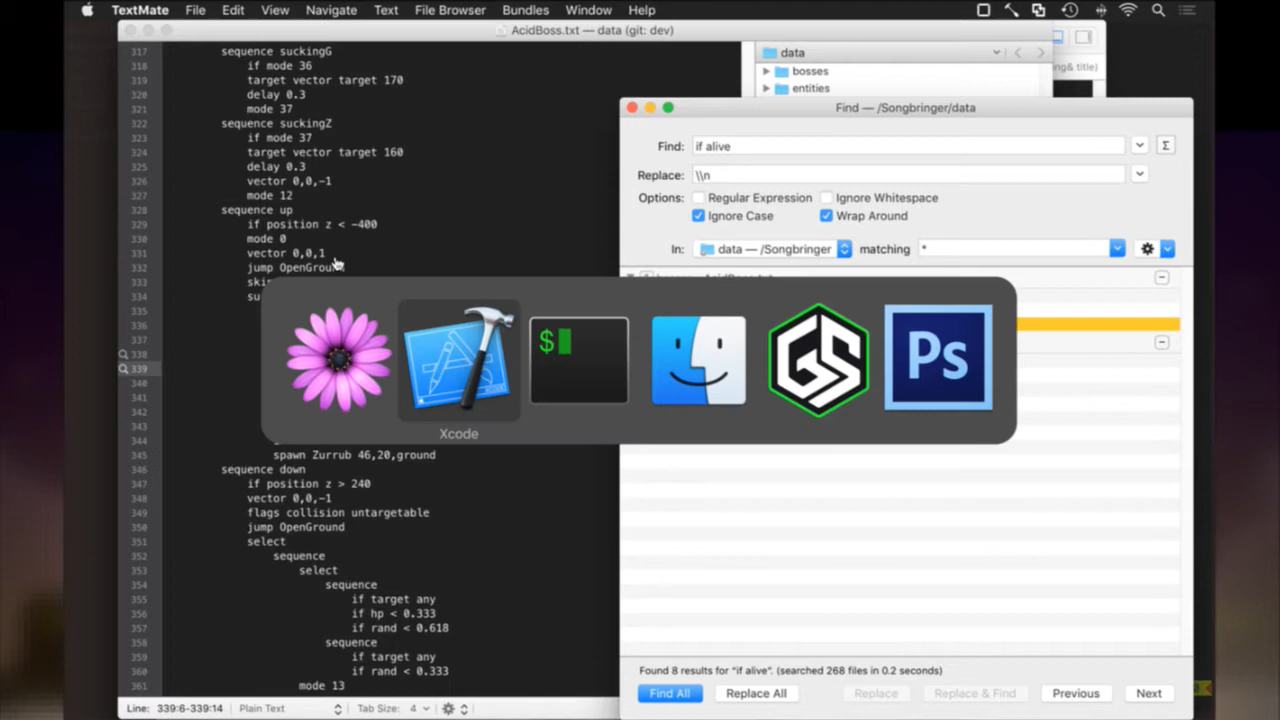 TextMate File Edit View Navigate Text File Browser Bundles Window Help
AcidBoss.txt — data (git: dev)
317 sequence suckingG
318 if mode 36
319 target vector target 170
320 delay 0.3
321 mode 37
322 sequence suckingZ
323 if mode 37
324 target vector target 160
325 delay 0.3
326 vector 0,0,-1
327 mode 12
328 sequence up
329 if position z < -400
330 mode 0
331 vector 0,0,1
332 jump OpenGround
333
334
335
336
337
338
339
340
341
342
344
345 spawn Zurrub 46,20,ground
346 sequence down
347 if position z > 240
348 vector 0,0,-1
349 flags collision untargetable
350 jump OpenGround
351 select
352 sequence
353 select
354 sequence
355 if target any
356 if hp < 0.333
357 if rand < 0.618
358 sequence
359 if target any
360 if rand < 0.333
361 mode 13
Line: 339:6-339:14 Plain Text Tab Size: 4
data
bosses
entities
ng& title)
Find — /Songbringer/data
Find: if alive Σ
Replace: \\n
Options: Regular Expression Ignore Whitespace
Ignore Case Wrap Around
In: data — /Songbringer matching *
$
GS
Ps
Xcode
Found 8 results for "if alive". (searched 268 files in 0.2 seconds)
Find All Replace All Replace Replace & Find Previous Next